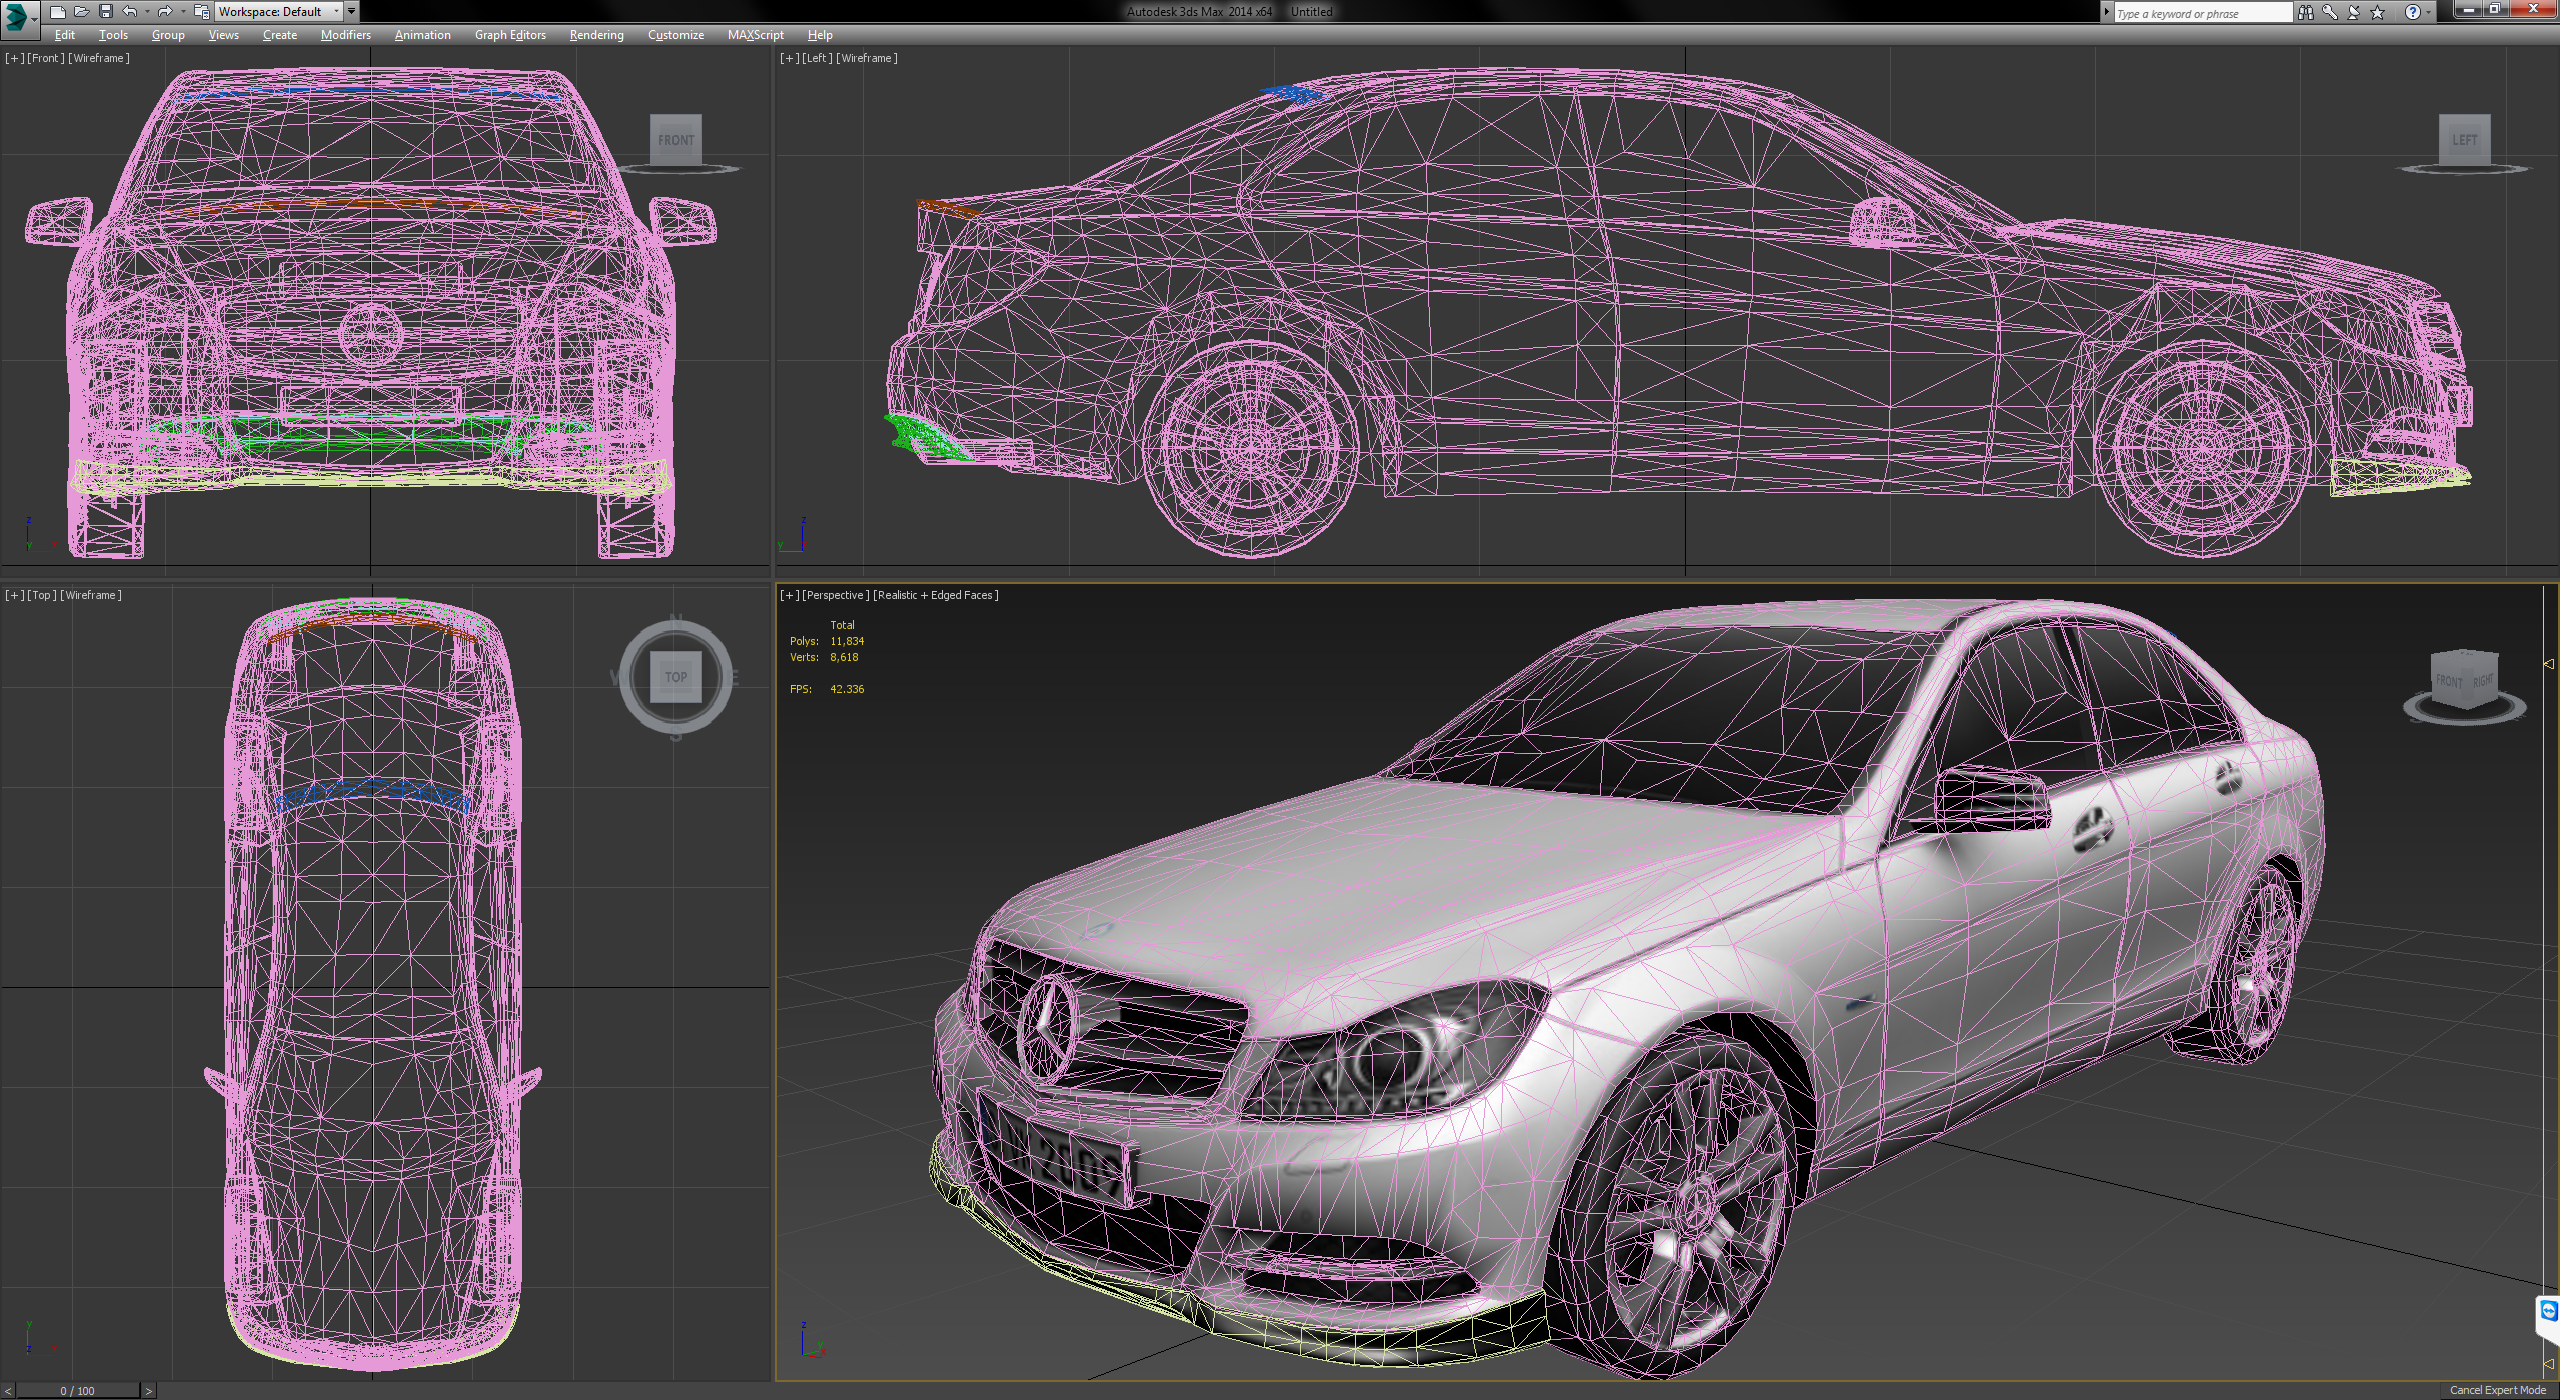 Workspace: Default
Autodesk 3ds Max 2014 x64 Untitled
Type a keyword or phrase
Edit Tools Group Views Create Modifiers Animation Graph Editors Rendering Customize MAXScript Help
[+] [Front] [Wireframe]
FRONT
z
y
[+] [Left] [Wireframe]
LEFT
z
y
[+] [Top] [Wireframe]
N
W
TOP
E
S
y
z
[+] [Perspective] [Realistic + Edged Faces]
Total
Polys: 11,834
Verts: 8,618
FPS: 42.336
FRONT RIGHT
2009
z
y
< 0 / 100 >
Cancel Expert Mode